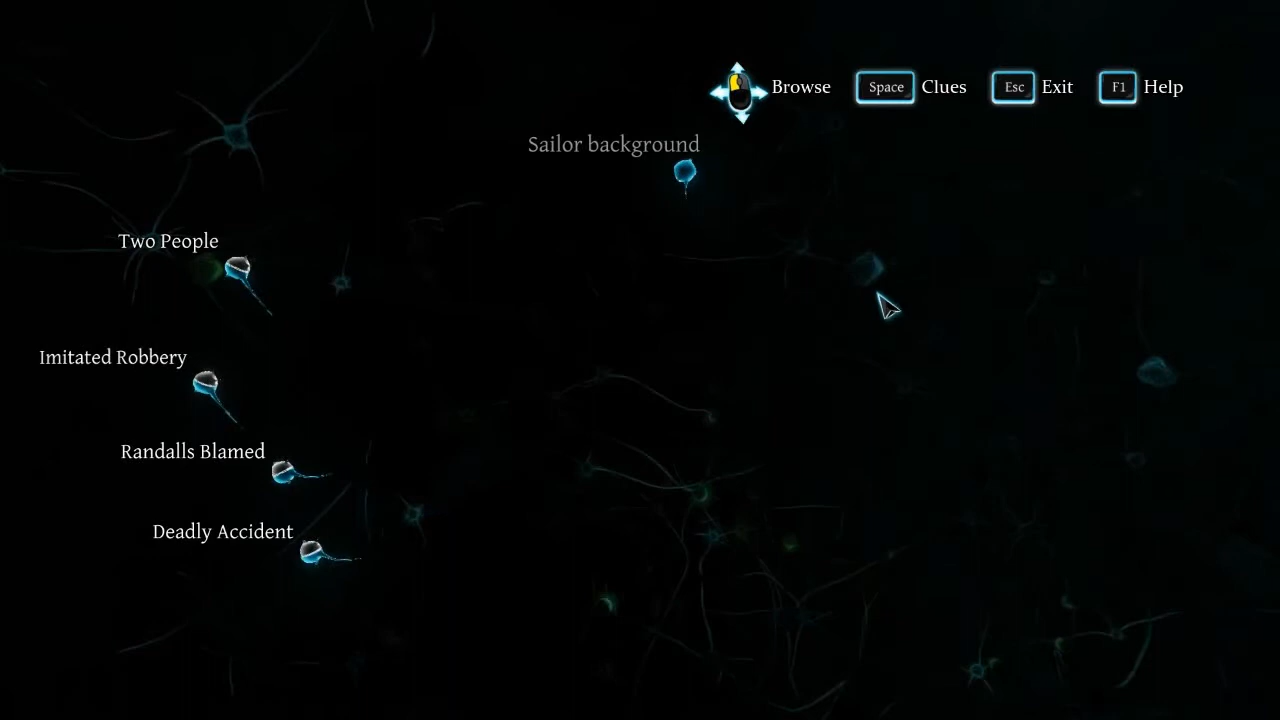 Browse Space Clues Esc Exit F1 Help
Sailor background
Two People
Imitated Robbery
Randalls Blamed
Deadly Accident